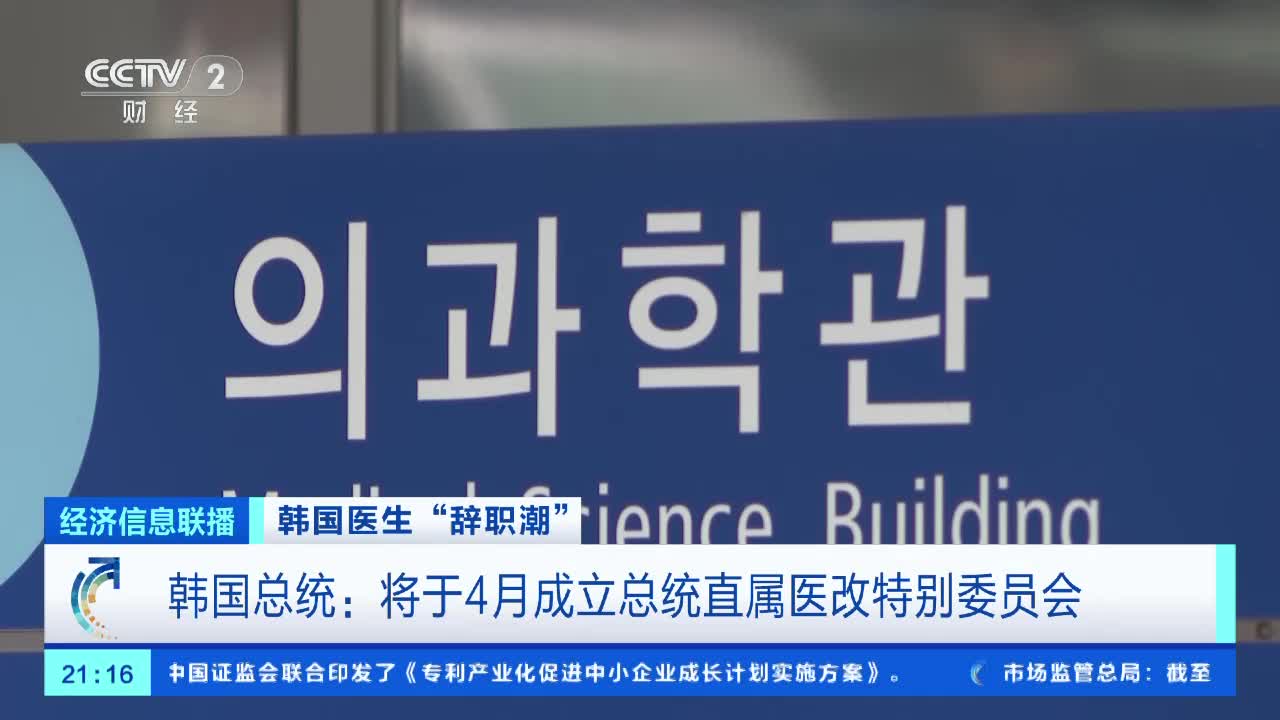 CCTV 2
财 经
의과학관
Medical Science Building
经济信息联播
韩国医生“辞职潮”
韩国总统：将于4月成立总统直属医改特别委员会
21:16
中国证监会联合印发了《专利产业化促进中小企业成长计划实施方案》。 市场监管总局：截至